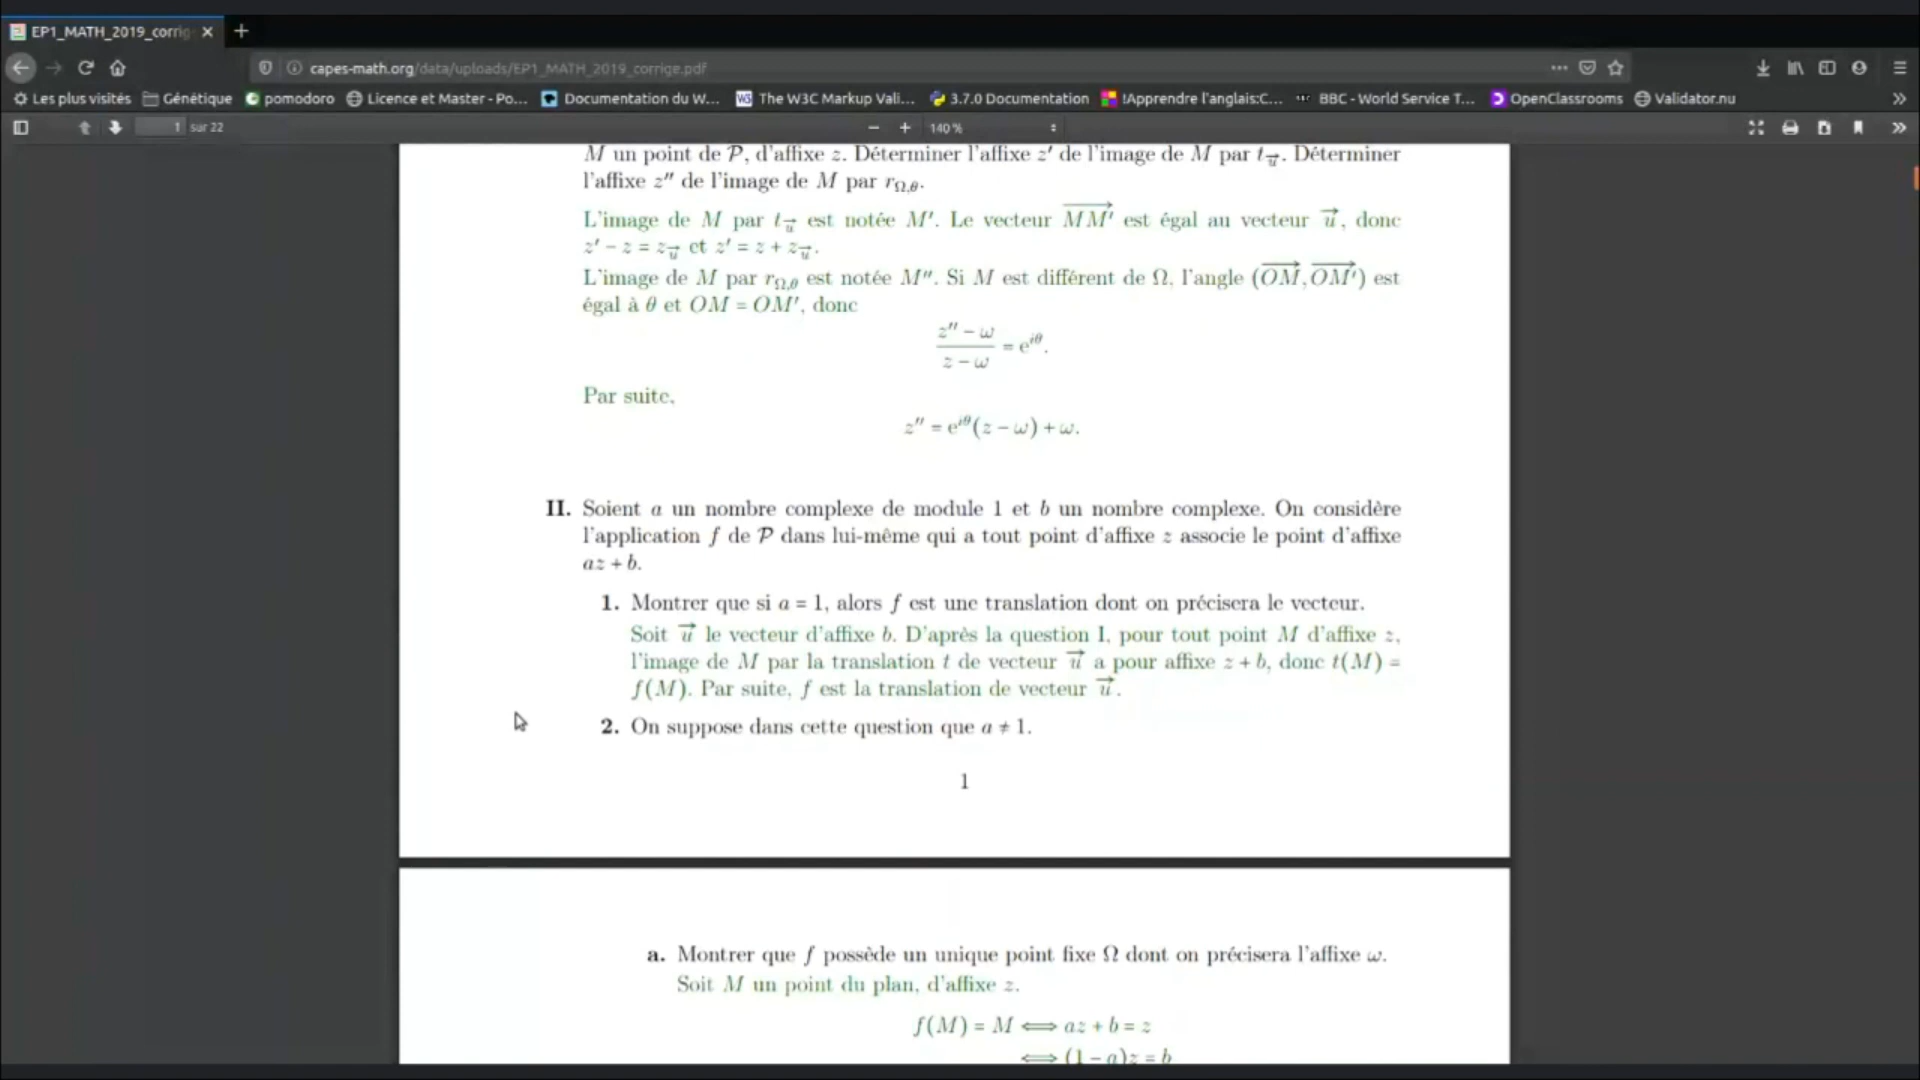 EP1_MATH_2019_corrig
capes-math.org/data/uploads/EP1_MATH_2019_corrige.pdf
Les plus visités Génétique pomodoro Licence et Master - Po... Documentation du W... The W3C Markup Vali... 3.7.0 Documentation !Apprendre l'anglais:C... BBC - World Service T... OpenClassrooms Validator.nu
1 sur 22 140 %
M un point de P, d'affixe z. Déterminer l'affixe z′ de l'image de M par t_u⃗. Déterminer
l'affixe z″ de l'image de M par r_Ω,θ.
L'image de M par t_u⃗ est notée M′. Le vecteur MM′ est égal au vecteur u⃗, donc
z′ − z = z_u⃗ et z′ = z + z_u⃗.
L'image de M par r_Ω,θ est notée M″. Si M est différent de Ω, l'angle (OM, OM′) est
égal à θ et OM = OM′, donc
(z″ − ω)/(z − ω) = e^{iθ}.
Par suite,
z″ = e^{iθ}(z − ω) + ω.
II. Soient a un nombre complexe de module 1 et b un nombre complexe. On considère
l'application f de P dans lui-même qui a tout point d'affixe z associe le point d'affixe
az + b.
1. Montrer que si a = 1, alors f est une translation dont on précisera le vecteur.
Soit u⃗ le vecteur d'affixe b. D'après la question I, pour tout point M d'affixe z,
l'image de M par la translation t de vecteur u⃗ a pour affixe z + b, donc t(M) =
f(M). Par suite, f est la translation de vecteur u⃗.
2. On suppose dans cette question que a ≠ 1.
1
a. Montrer que f possède un unique point fixe Ω dont on précisera l'affixe ω.
Soit M un point du plan, d'affixe z.
f(M) = M ⟺ az + b = z
⟺ (1 − a)z = b